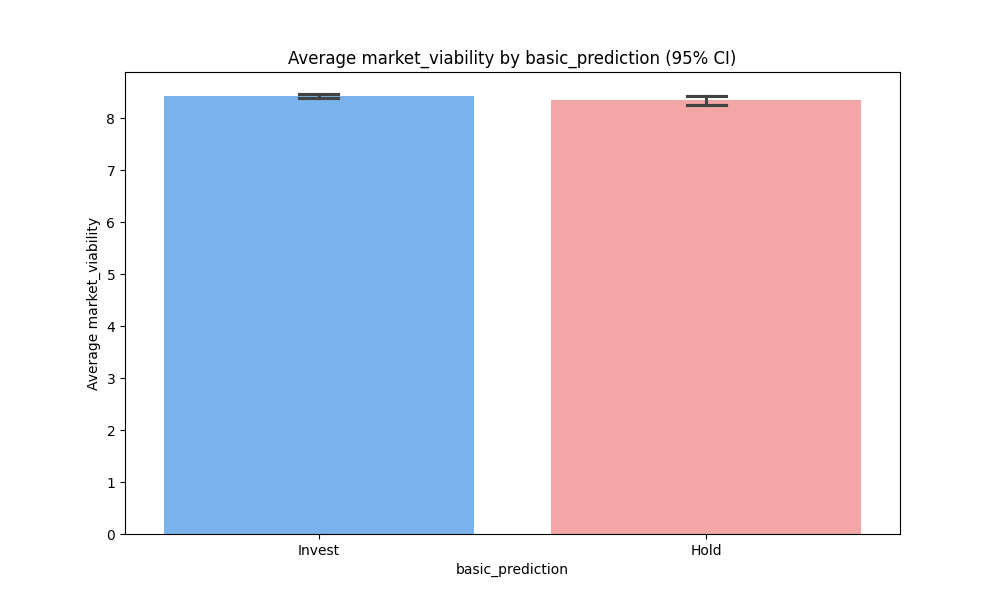 Average market_viability by basic_prediction (95% CI)
Average market_viability
8
7
6
5
4
3
2
1
0
Invest
Hold
basic_prediction